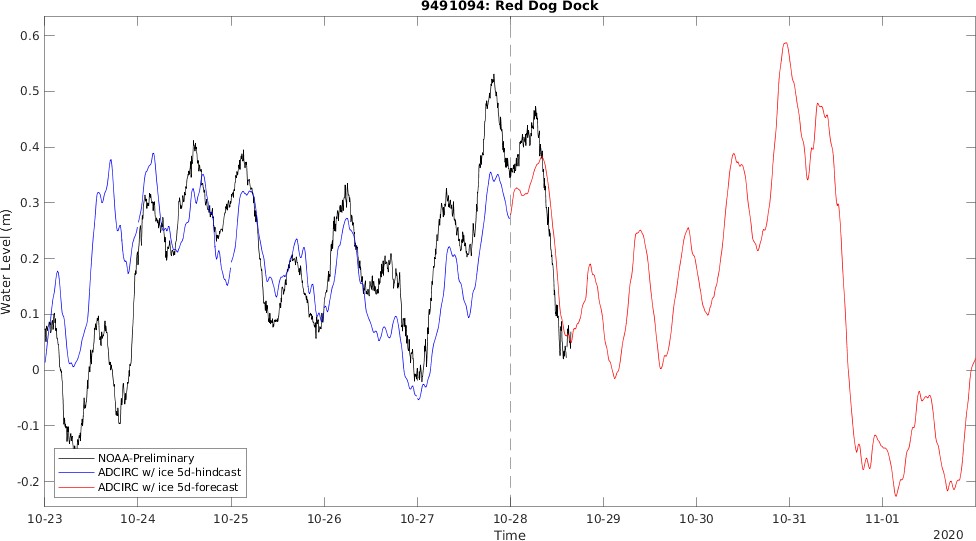 9491094: Red Dog Dock
Water Level (m)
0.6
0.5
0.4
0.3
0.2
0.1
0
-0.1
-0.2
NOAA-Preliminary
ADCIRC w/ ice 5d-hindcast
ADCIRC w/ ice 5d-forecast
10-23 10-24 10-25 10-26 10-27 10-28 10-29 10-30 10-31 11-01
Time
2020